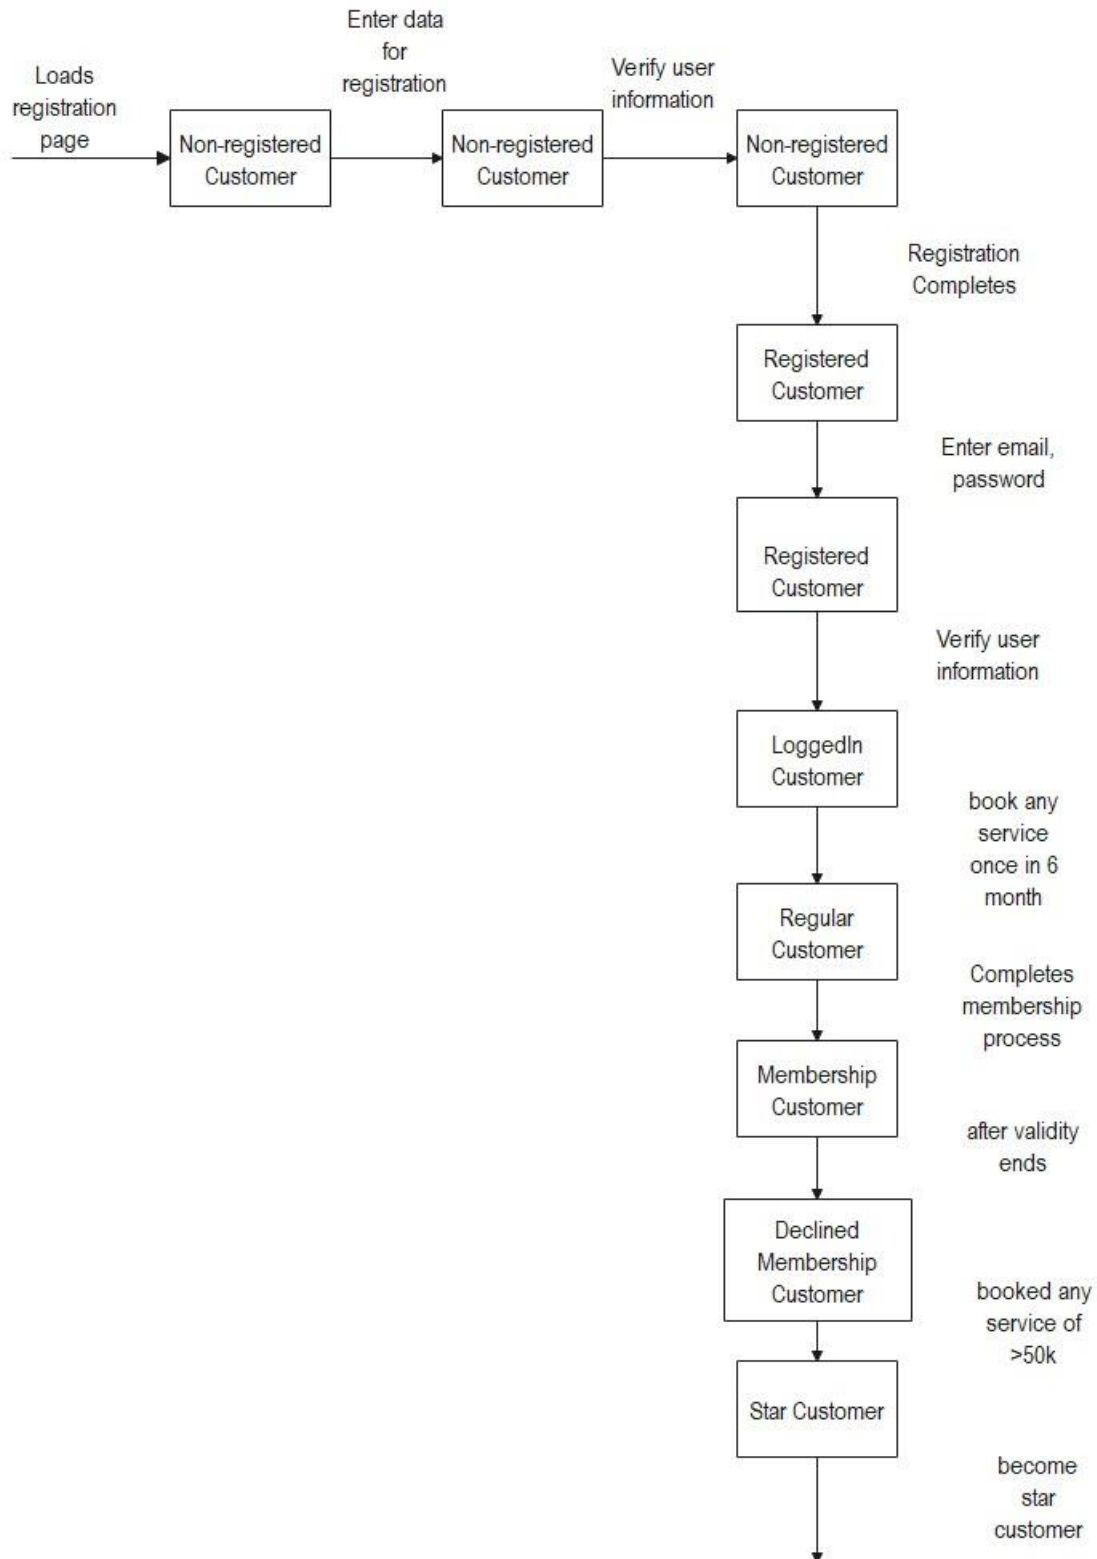 Loads
registration
page
Non-registered
Customer
Enter data
for
registration
Non-registered
Customer
Verify user
information
Non-registered
Customer
Registration
Completes
Registered
Customer
Enter email,
password
Registered
Customer
Verify user
information
LoggedIn
Customer
book any
service
once in 6
month
Regular
Customer
Completes
membership
process
Membership
Customer
after validity
ends
Declined
Membership
Customer
booked any
service of
>50k
Star Customer
become
star
customer